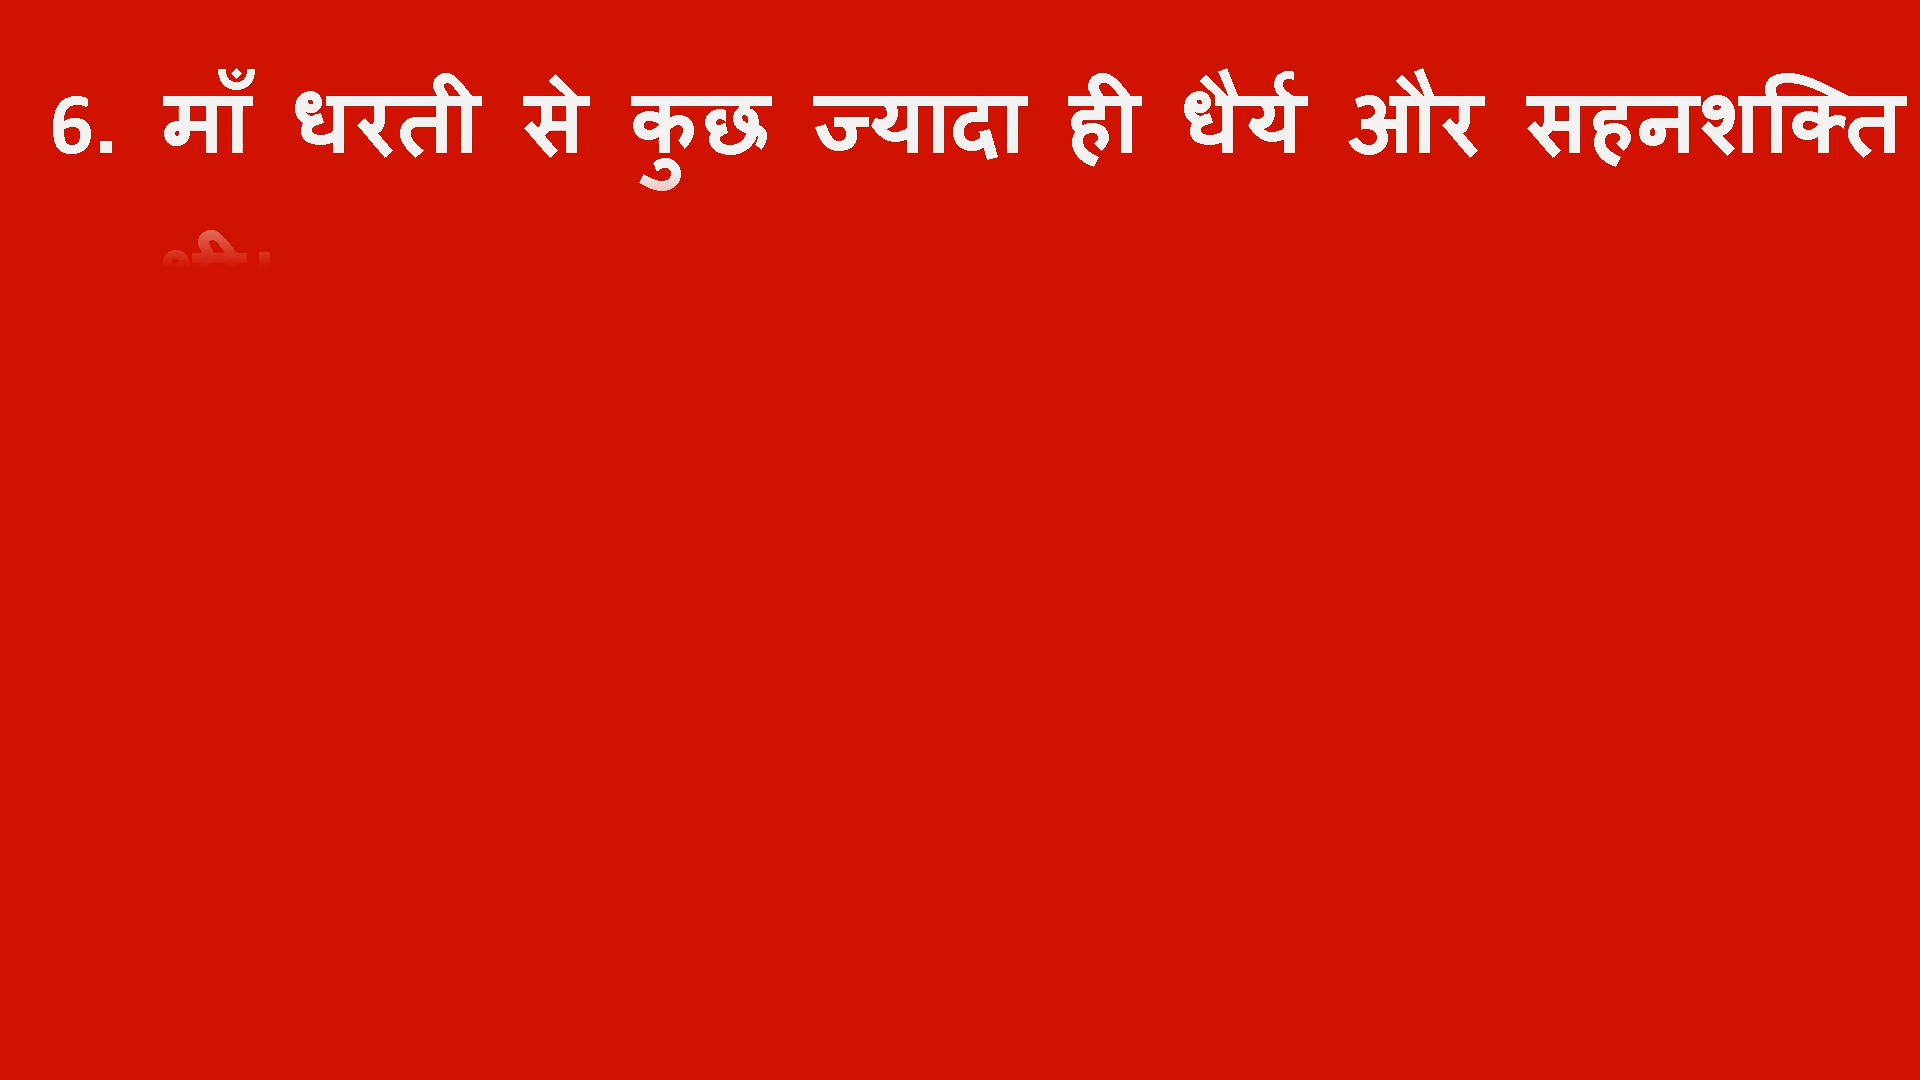 6. माँ धरती से कुछ ज्यादा ही धैर्य और सहनशक्ति